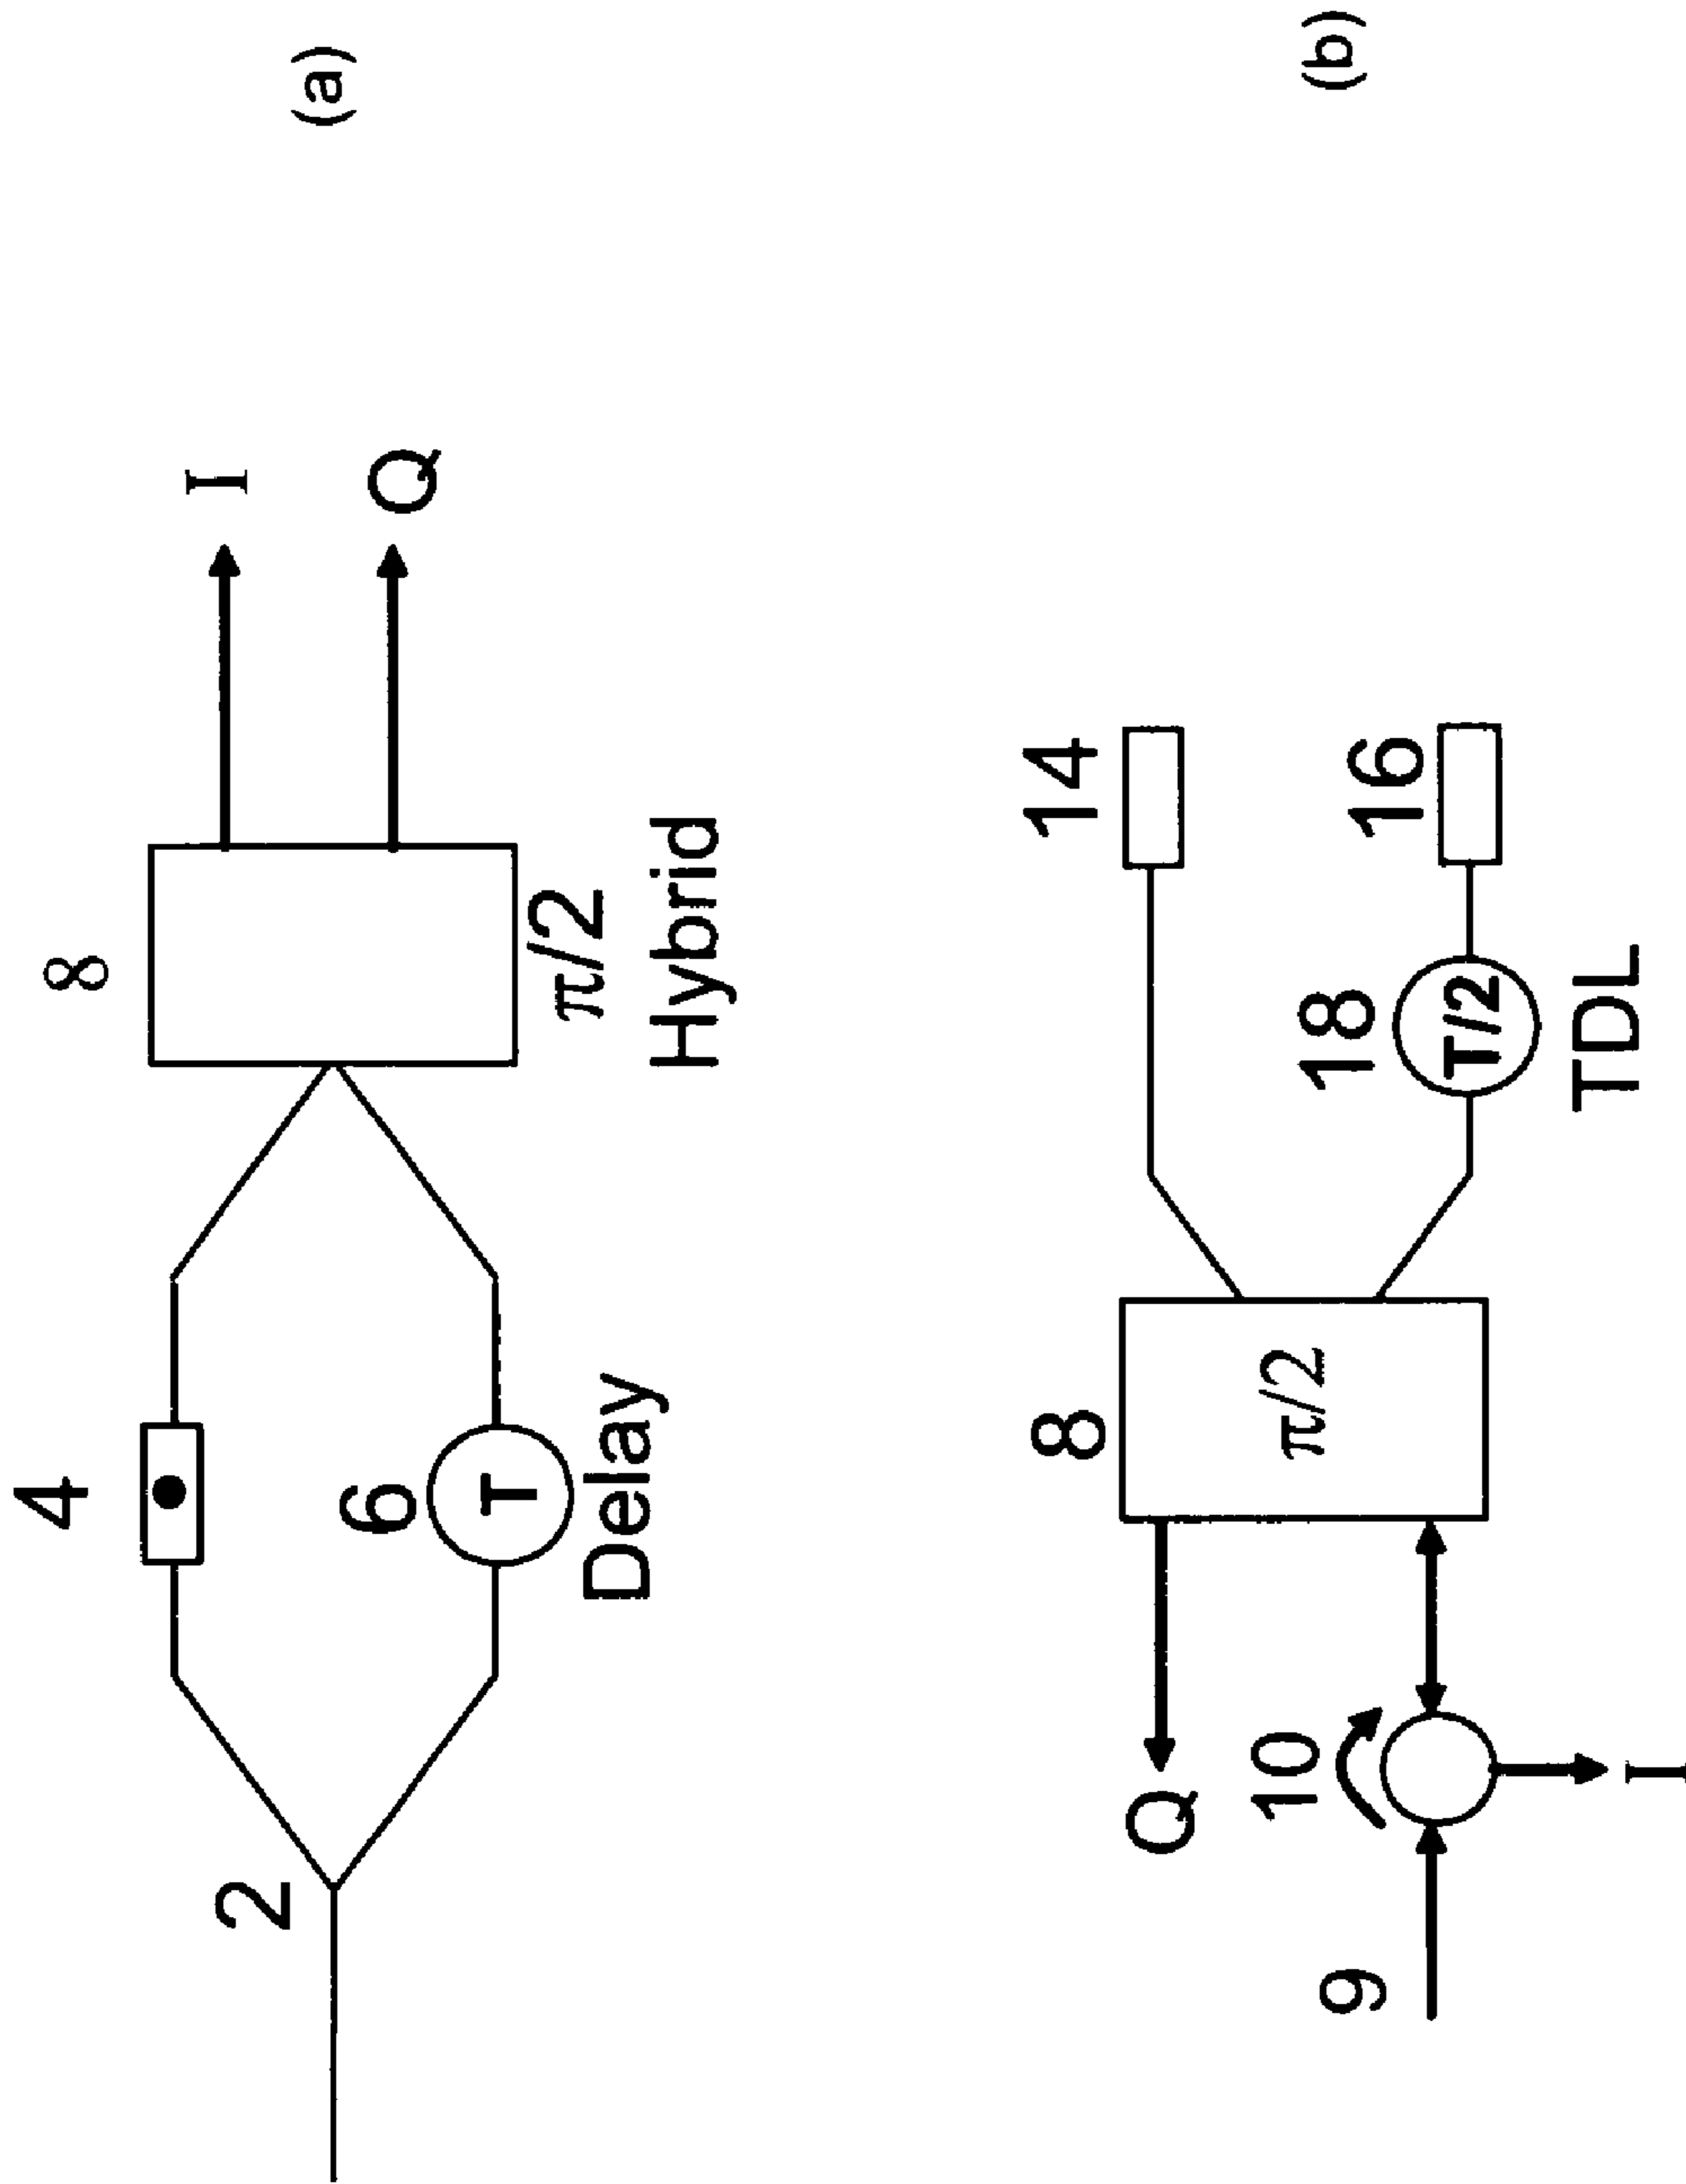 (a)
4
8
I
2
6
T
Q
Delay
π/2
Hybrid
(b)
14
8
Q
π/2
10
18
16
9
T/2
TDL
I